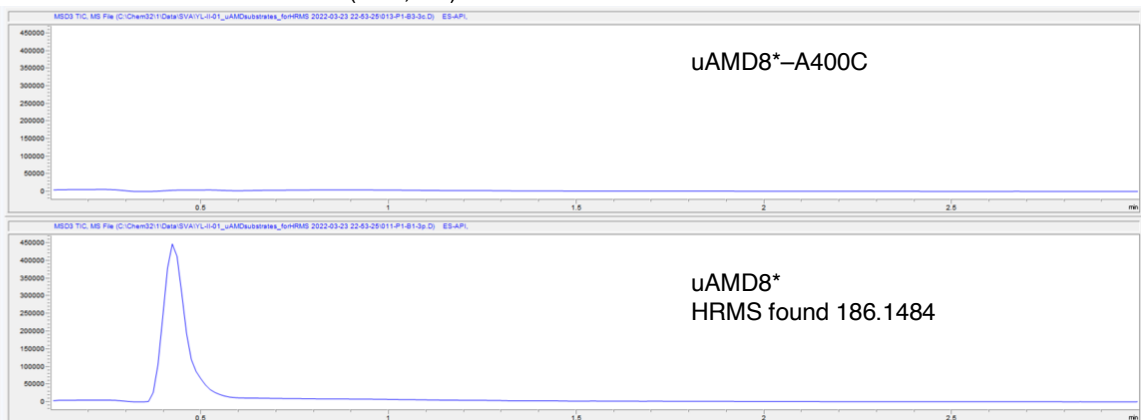 MSD3 TIC, MS File (C:\Chem32\1\Data\SVA\YL-II-01_uAMDsubstrates_forHRMS 2022-03-23 22-53-25\013-P1-B3-3c.D) ES-API,
450000
400000
350000
300000
250000
200000
150000
100000
50000
0
uAMD8*–A400C
0.5 1 1.5 2 2.5 min
MSD3 TIC, MS File (C:\Chem32\1\Data\SVA\YL-II-01_uAMDsubstrates_forHRMS 2022-03-23 22-53-25\011-P1-B1-3p.D) ES-API,
450000
400000
350000
300000
250000
200000
150000
100000
50000
0
uAMD8*
HRMS found 186.1484
0.5 1 1.5 2 2.5 min